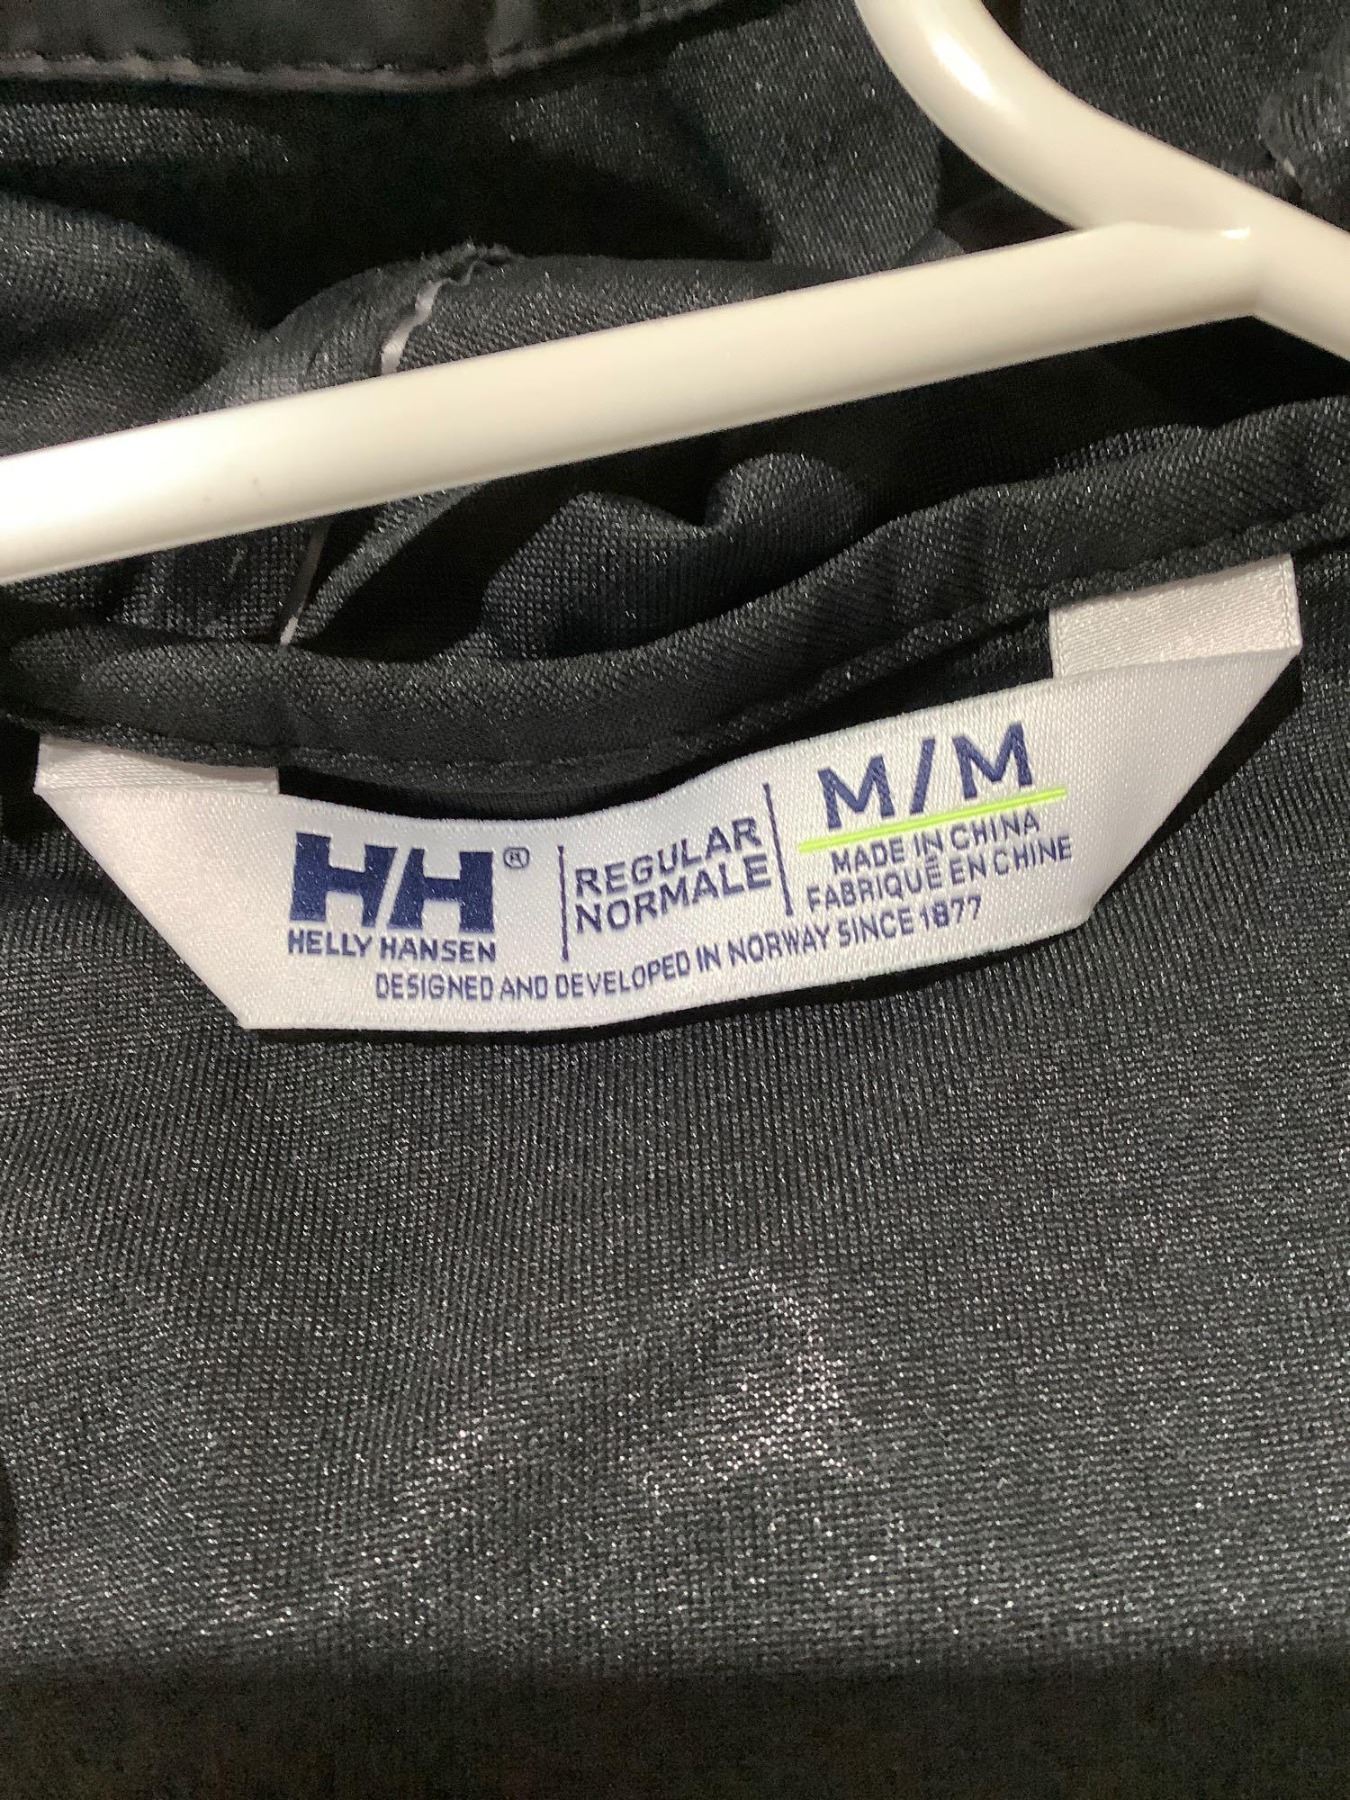 HH®
HELLY HANSEN
REGULAR
NORMALE
M/M
MADE IN CHINA
FABRIQUÉ EN CHINE
DESIGNED AND DEVELOPED IN NORWAY SINCE 1877